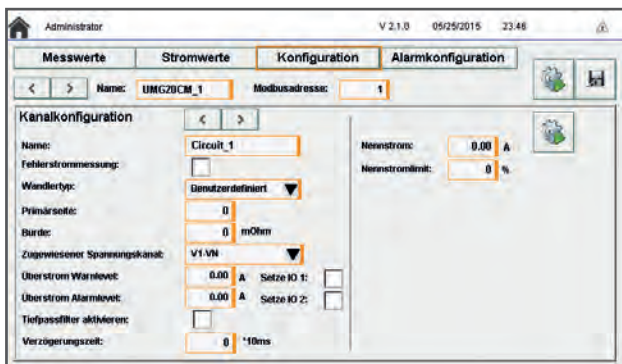 Administrator V 2.1.0 05/25/2015 23:46
Messwerte Stromwerte Konfiguration Alarmkonfiguration
< > Name: UMG20CM_1 Modbusadresse: 1
Kanalkonfiguration < >
Name: Circuit_1 Nennstrom: 0.00 A
Fehlerstrommessung: Nennstromlimit: 0 %
Wandlertyp: Benutzerdefiniert
Primärseite: 0
Bürde: 0 mOhm
Zugewiesener Spannungskanal: V1-VN
Überstrom Warnlevel: 0.00 A Setze IO 1:
Überstrom Alarmlevel: 0.00 A Setze IO 2:
Tiefpassfilter aktivieren:
Verzögerungszeit: 0 *10ms